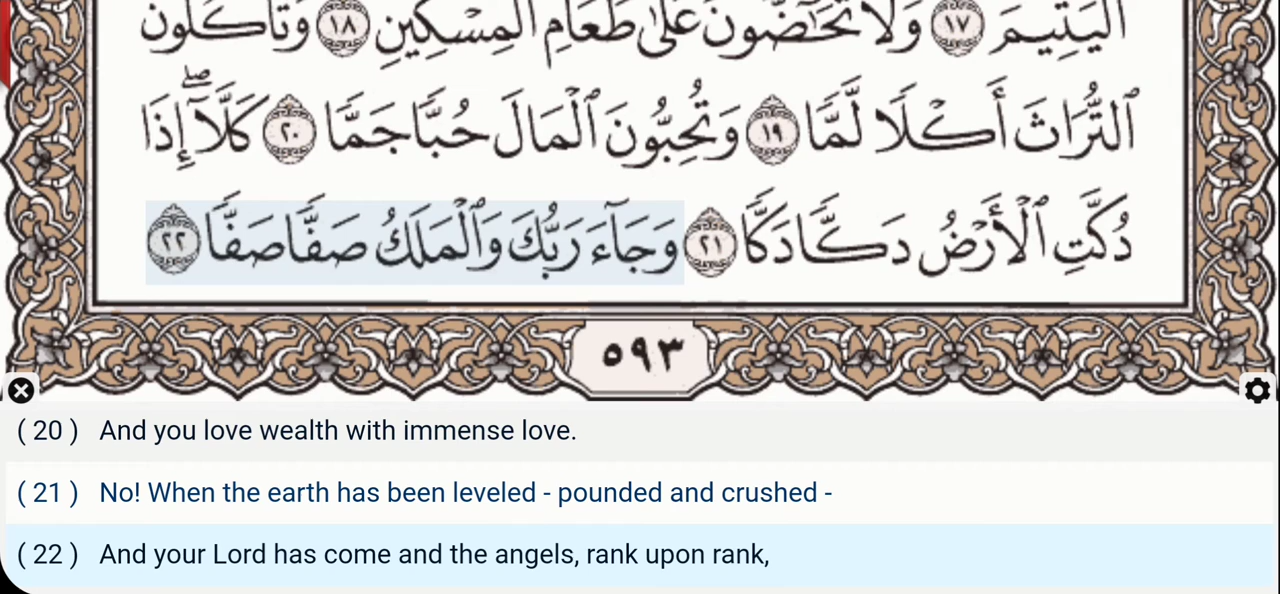 ٱلۡيَتِيمَ ١٧ وَلَا تَحَٰٓضُّونَ عَلَىٰ طَعَامِ ٱلۡمِسۡكِينِ ١٨ وَتَأۡكُلُونَ
ٱلتُّرَاثَ أَكۡلٗا لَّمّٗا ١٩ وَتُحِبُّونَ ٱلۡمَالَ حُبّٗا جَمّٗا ٢٠ كَلَّآۖ إِذَا
دُكَّتِ ٱلۡأَرۡضُ دَكّٗا دَكّٗا ٢١ وَجَآءَ رَبُّكَ وَٱلۡمَلَكُ صَفّٗا صَفّٗا ٢٢
٥٩٣
( 20 ) And you love wealth with immense love.
( 21 ) No! When the earth has been leveled - pounded and crushed -
( 22 ) And your Lord has come and the angels, rank upon rank,